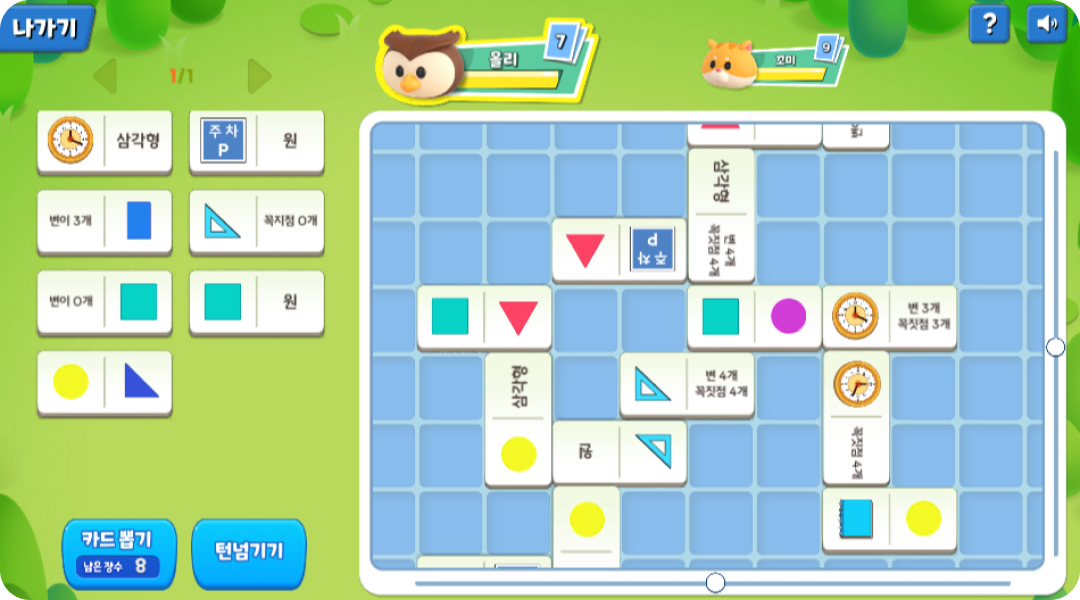 나가기
올리
7
꼬미
9
?
1/1
삼각형
주 차
P
원
변이 3개
꼭지점 0개
변이 0개
원
카드 뽑기
남은 장수 8
턴넘기기
삼각형
변 4개
꼭짓점 4개
주 차
P
변 3개
꼭짓점 3개
삼각형
변 4개
꼭짓점 4개
원
꼭짓점 4개